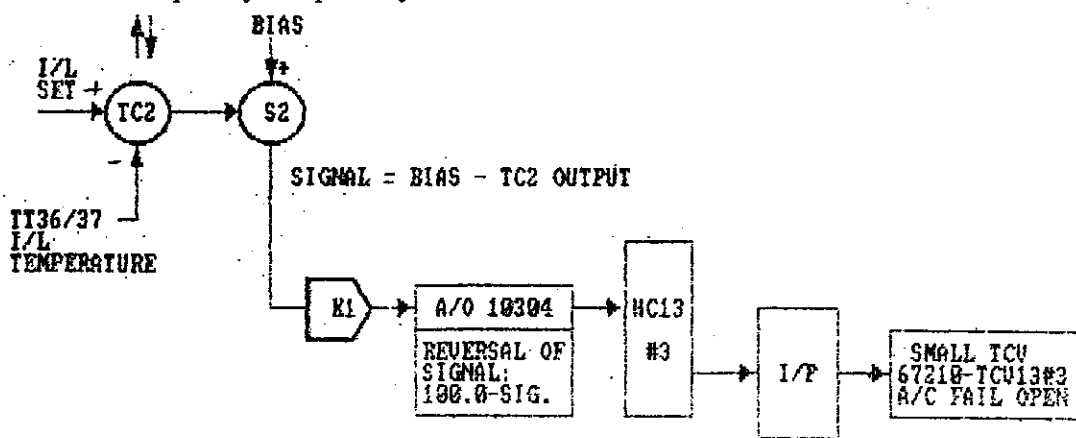 BIAS
+
I/L
SET +
TC2
S2
-
SIGNAL = BIAS - TC2 OUTPUT
TT36/37
I/L
TEMPERATURE
K1
A/O 10304
REVERSAL OF
SIGNAL:
100.0-SIG.
HC13
#3
I/P
SMALL TCV
67210-TCV13#3
A/C FAIL OPEN